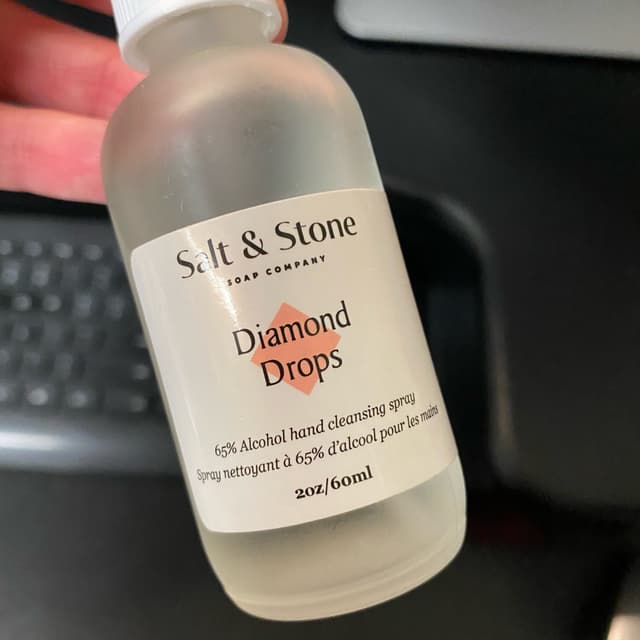 Salt & Stone
SOAP COMPANY
Diamond
Drops
65% Alcohol hand cleansing spray
Spray nettoyant à 65% d'alcool pour les mains
2oz/60ml